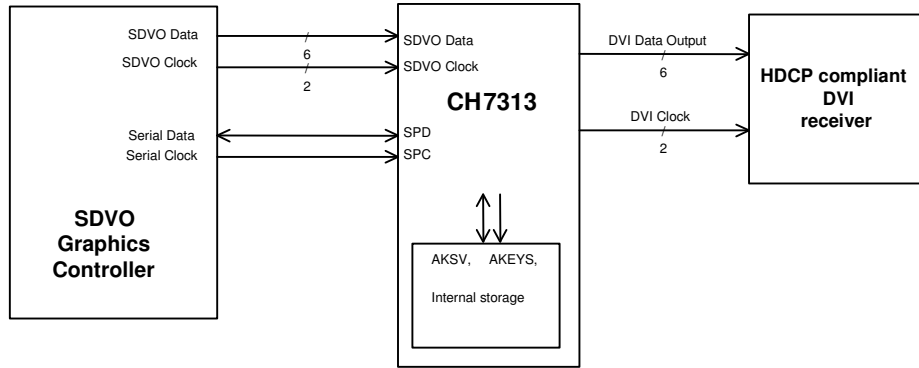 SDVO Data
SDVO Clock
Serial Data
Serial Clock
SDVO
Graphics
Controller
6
2
SDVO Data
SDVO Clock
CH7313
SPD
SPC
AKSV, AKEYS,
Internal storage
DVI Data Output
6
DVI Clock
2
HDCP compliant
DVI
receiver